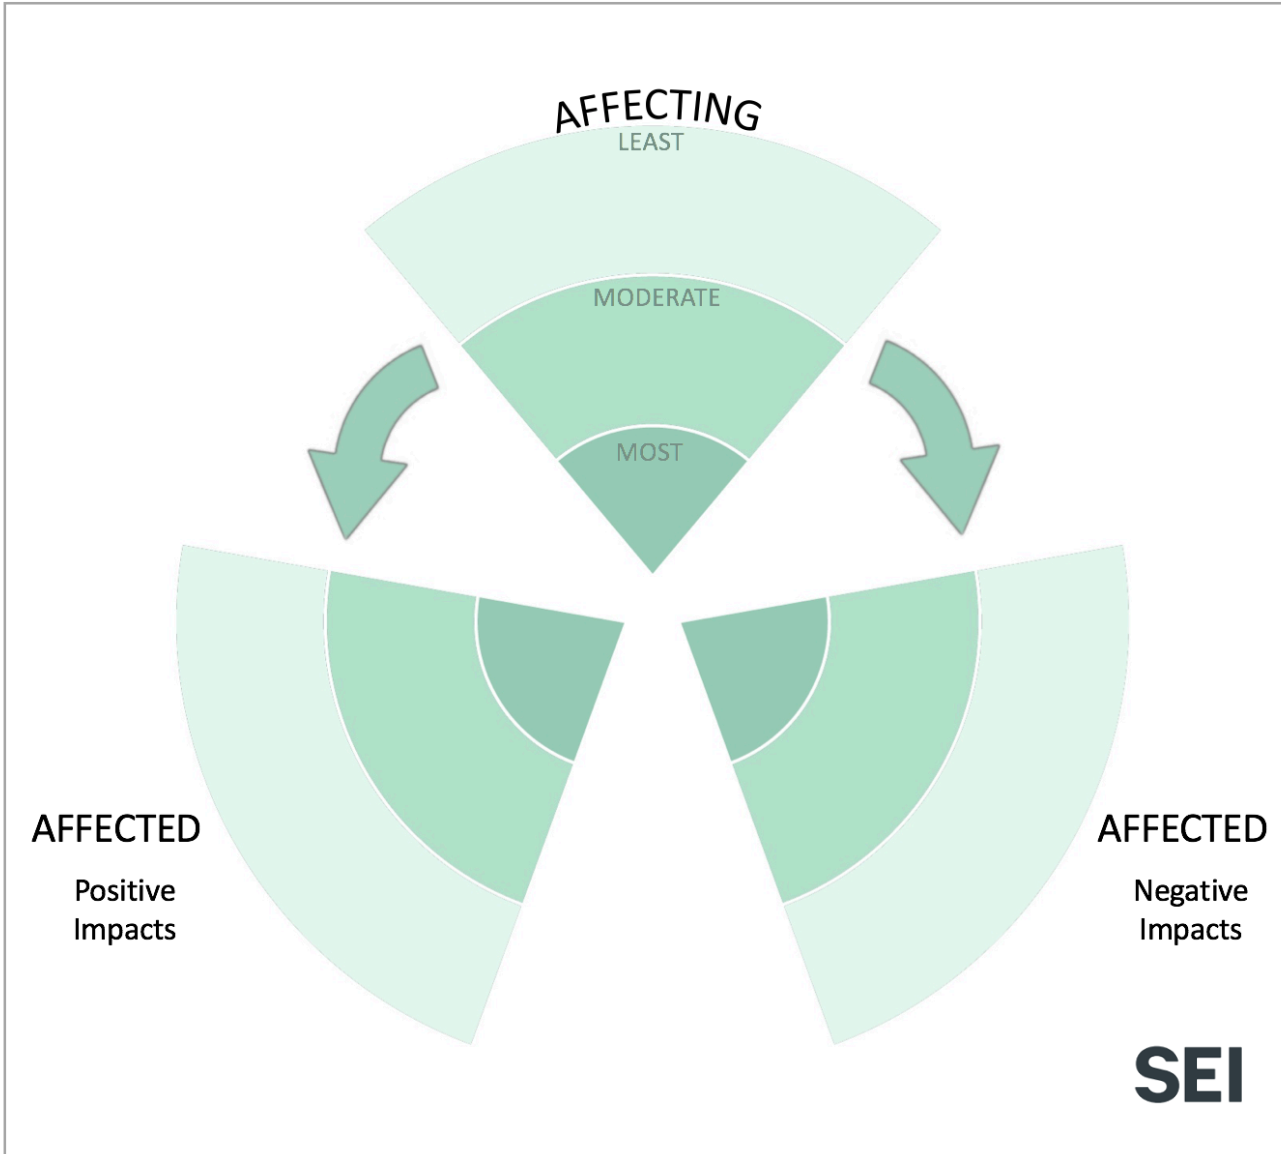 AFFECTING
LEAST
MODERATE
MOST
AFFECTED
Positive
Impacts
AFFECTED
Negative
Impacts
SEI